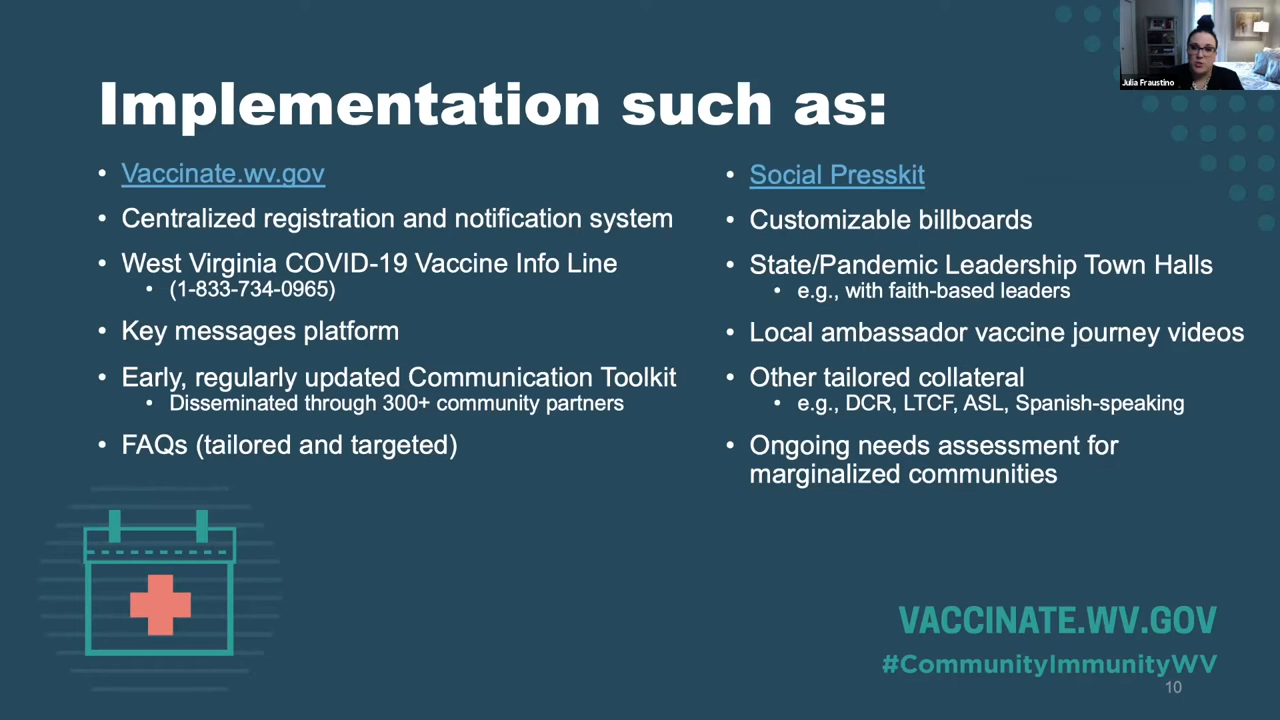 Julia Fraustino
Implementation such as:
• Vaccinate.wv.gov
• Centralized registration and notification system
• West Virginia COVID-19 Vaccine Info Line
• (1-833-734-0965)
• Key messages platform
• Early, regularly updated Communication Toolkit
• Disseminated through 300+ community partners
• FAQs (tailored and targeted)
• Social Presskit
• Customizable billboards
• State/Pandemic Leadership Town Halls
• e.g., with faith-based leaders
• Local ambassador vaccine journey videos
• Other tailored collateral
• e.g., DCR, LTCF, ASL, Spanish-speaking
• Ongoing needs assessment for
marginalized communities
VACCINATE.WV.GOV
#CommunityImmunityWV
10